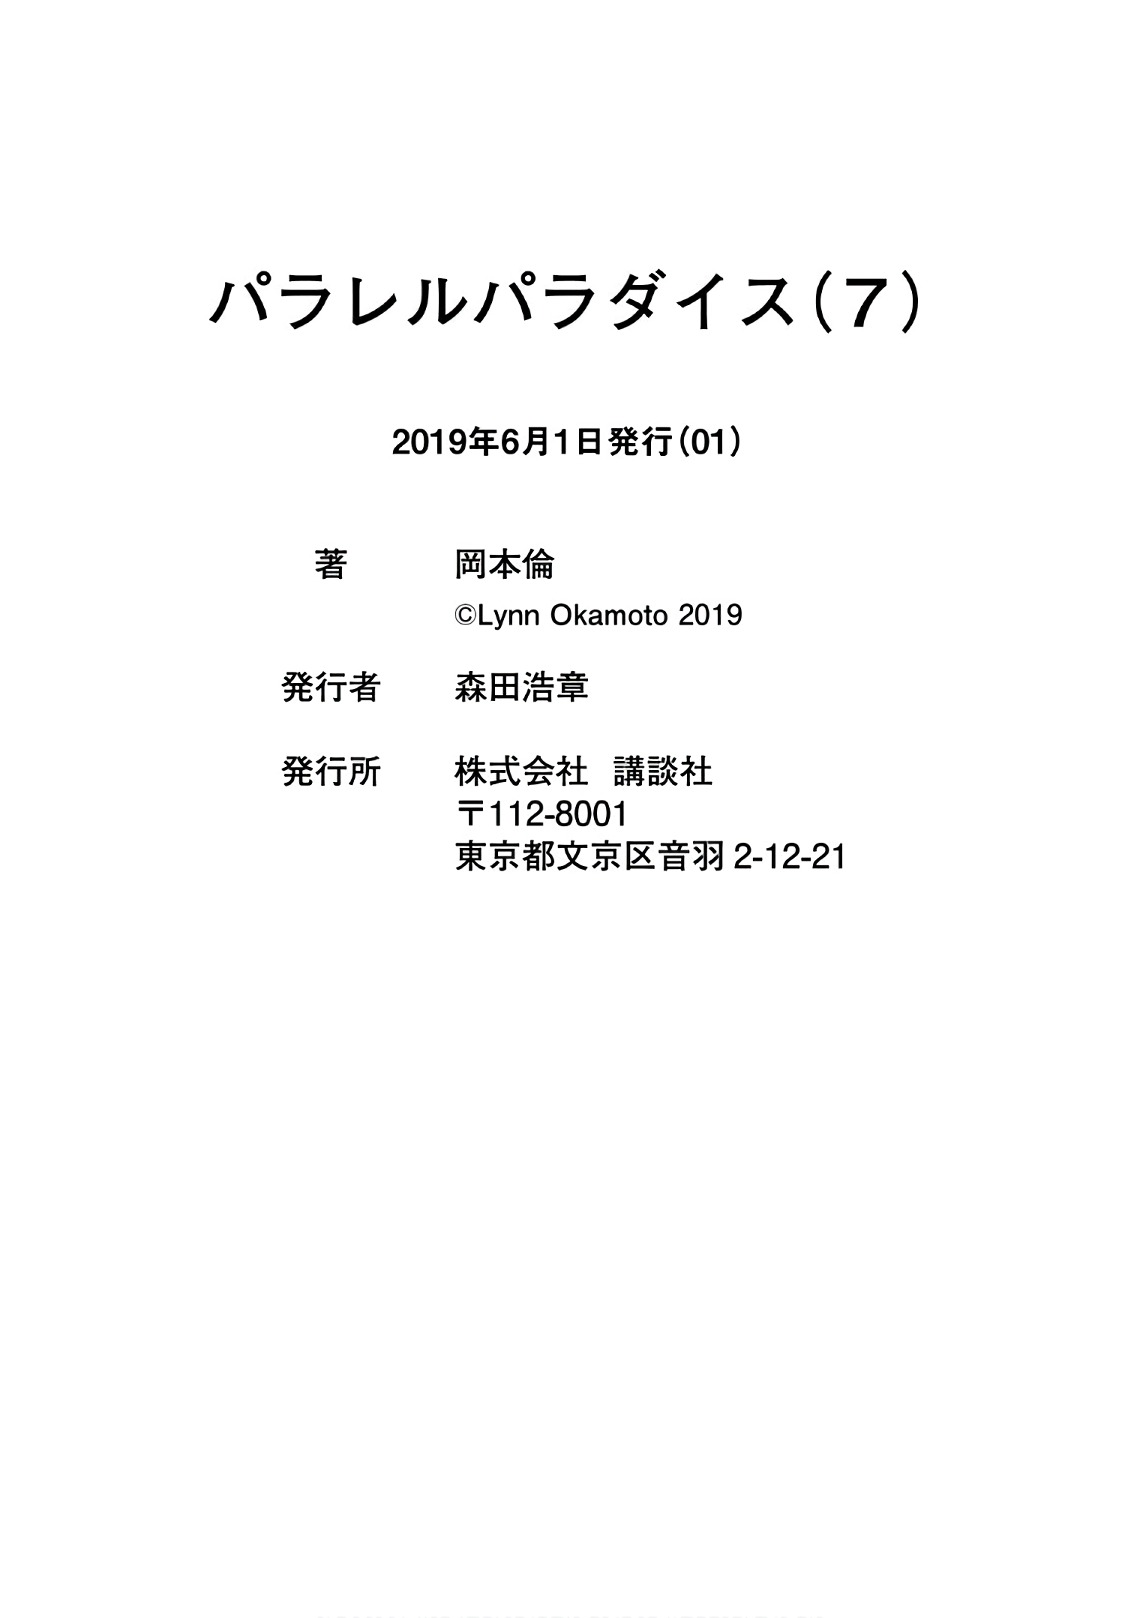 パラレルパラダイス（7）
2019年6月1日発行（01）
著 岡本倫
©Lynn Okamoto 2019
発行者 森田浩章
発行所 株式会社　講談社
〒112-8001
東京都文京区音羽 2-12-21